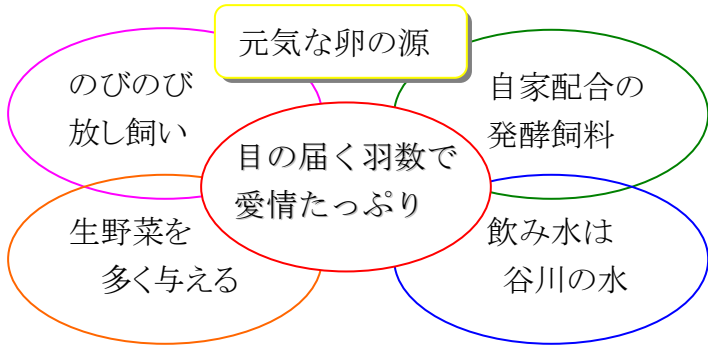 元気な卵の源
のびのび
放し飼い
自家配合の
発酵飼料
目の届く羽数で
愛情たっぷり
生野菜を
多く与える
飲み水は
谷川の水